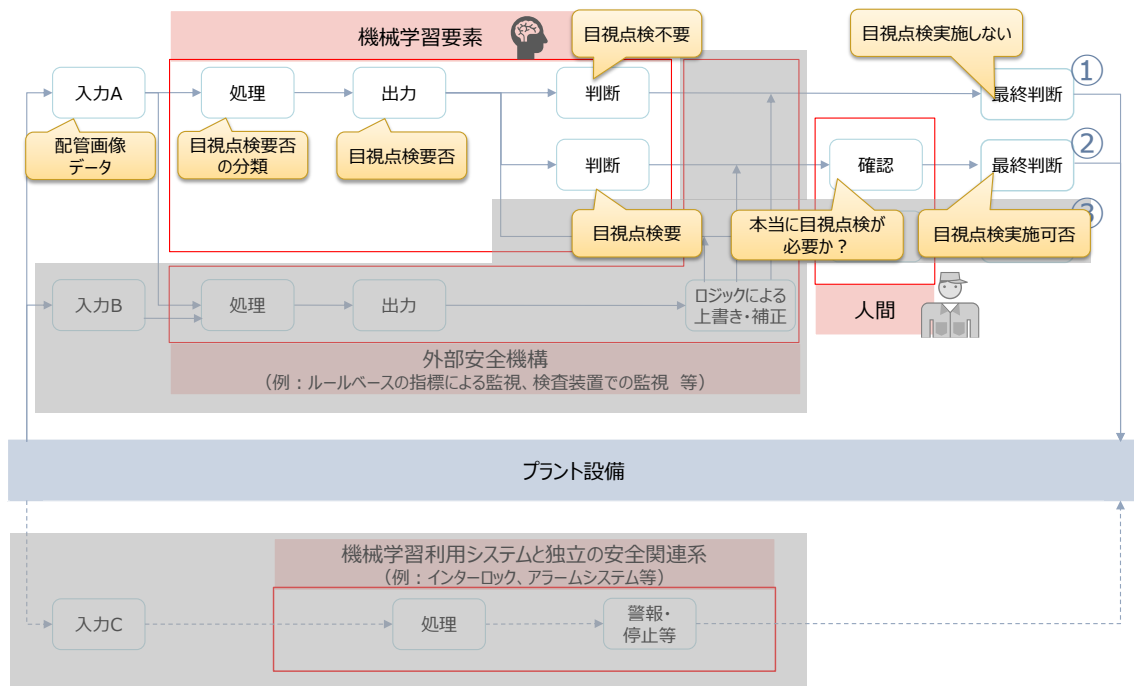 機械学習要素
目視点検不要
目視点検実施しない
①
入力A
処理
出力
判断
最終判断
配管画像
データ
目視点検要否
の分類
目視点検要否
②
判断
確認
最終判断
③
目視点検要
本当に目視点検が
必要か？
目視点検実施可否
入力B
処理
出力
ロジックによる
上書き・補正
人間
外部安全機構
（例：ルールベースの指標による監視、検査装置での監視 等）
プラント設備
機械学習利用システムと独立の安全関連系
（例：インターロック、アラームシステム等）
入力C
処理
警報・
停止等